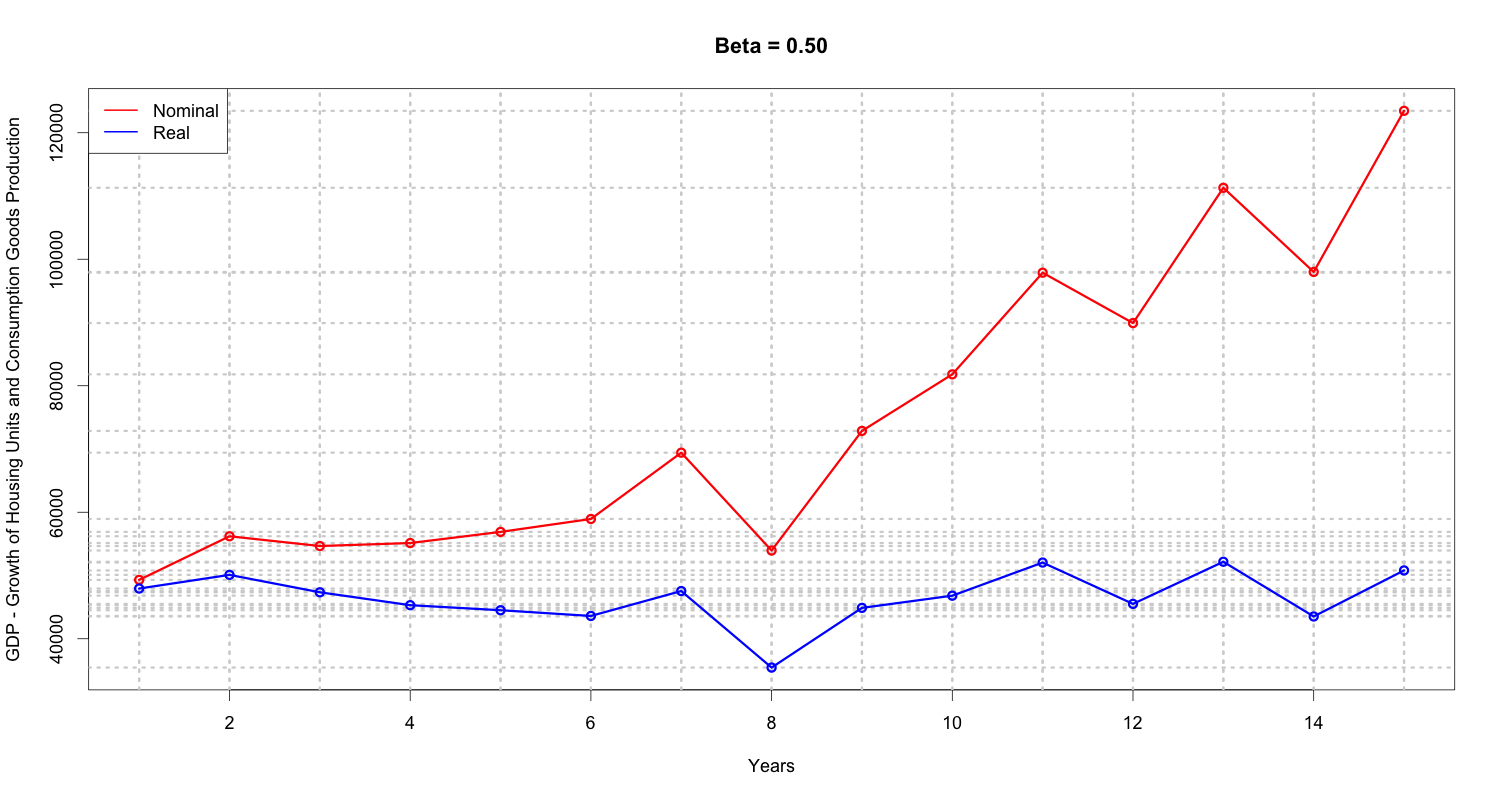 Beta = 0.50
Nominal
Real
GDP - Growth of Housing Units and Consumption Goods Production
120000
100000
80000
60000
40000
2 4 6 8 10 12 14
Years